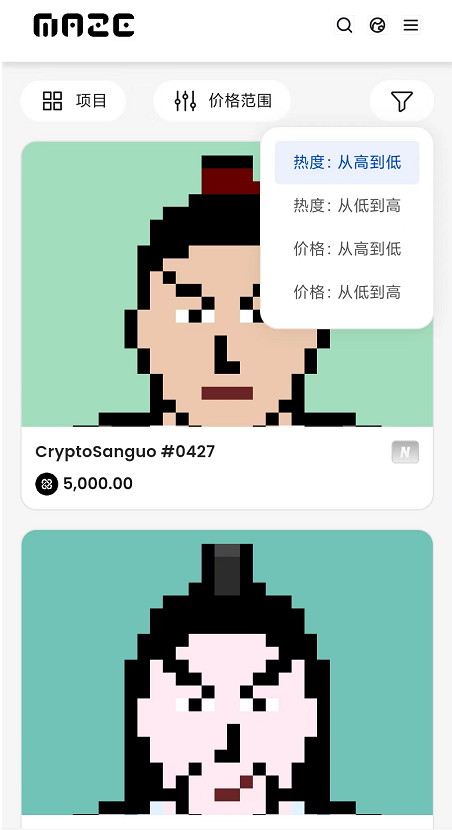 MAZE
项目
价格范围
热度：从高到低
热度：从低到高
价格：从高到低
价格：从低到高
CryptoSanguo #0427
N
5,000.00